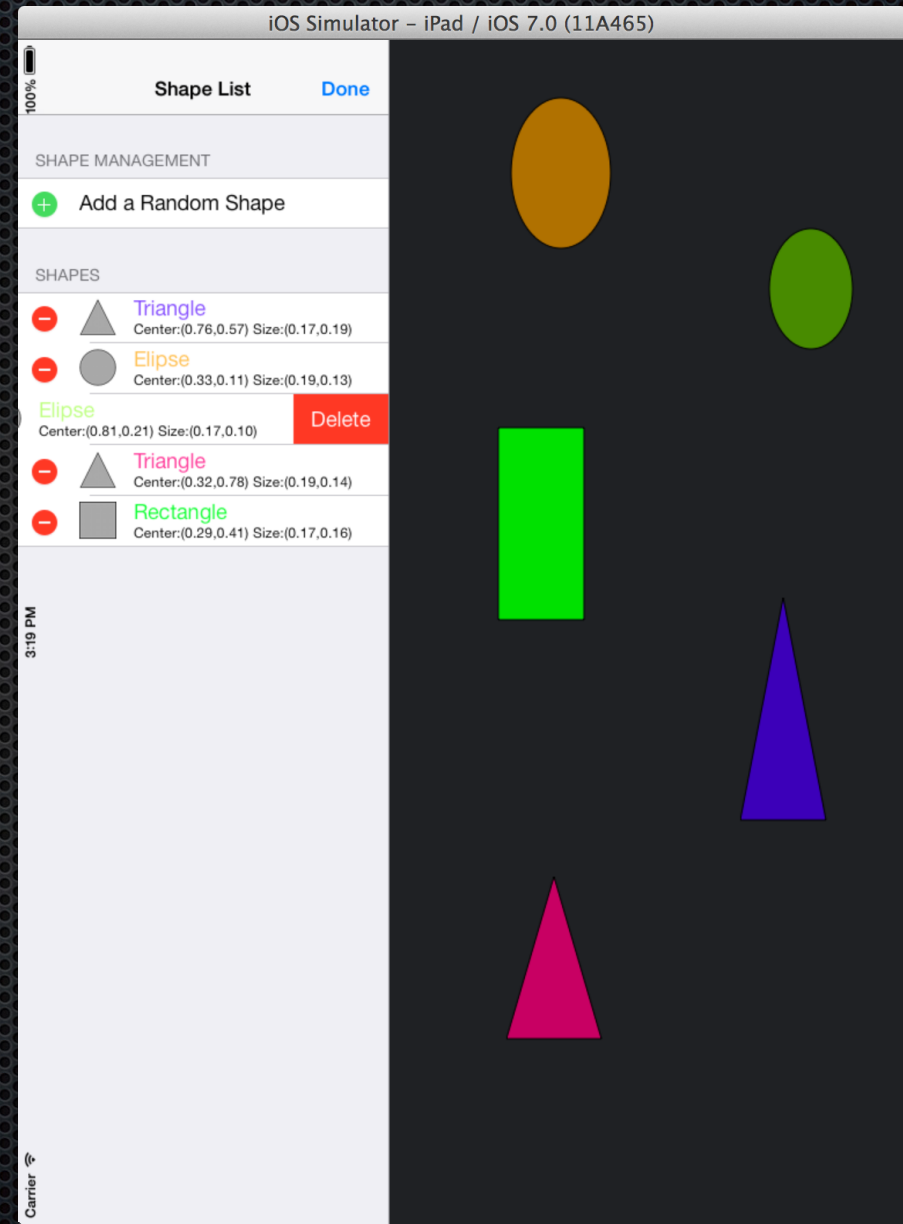 iOS Simulator – iPad / iOS 7.0 (11A465)
100%
Shape List
Done
SHAPE MANAGEMENT
Add a Random Shape
SHAPES
Triangle
Center:(0.76,0.57) Size:(0.17,0.19)
Elipse
Center:(0.33,0.11) Size:(0.19,0.13)
Elipse
Center:(0.81,0.21) Size:(0.17,0.10)
Delete
Triangle
Center:(0.32,0.78) Size:(0.19,0.14)
Rectangle
Center:(0.29,0.41) Size:(0.17,0.16)
3:19 PM
Carrier